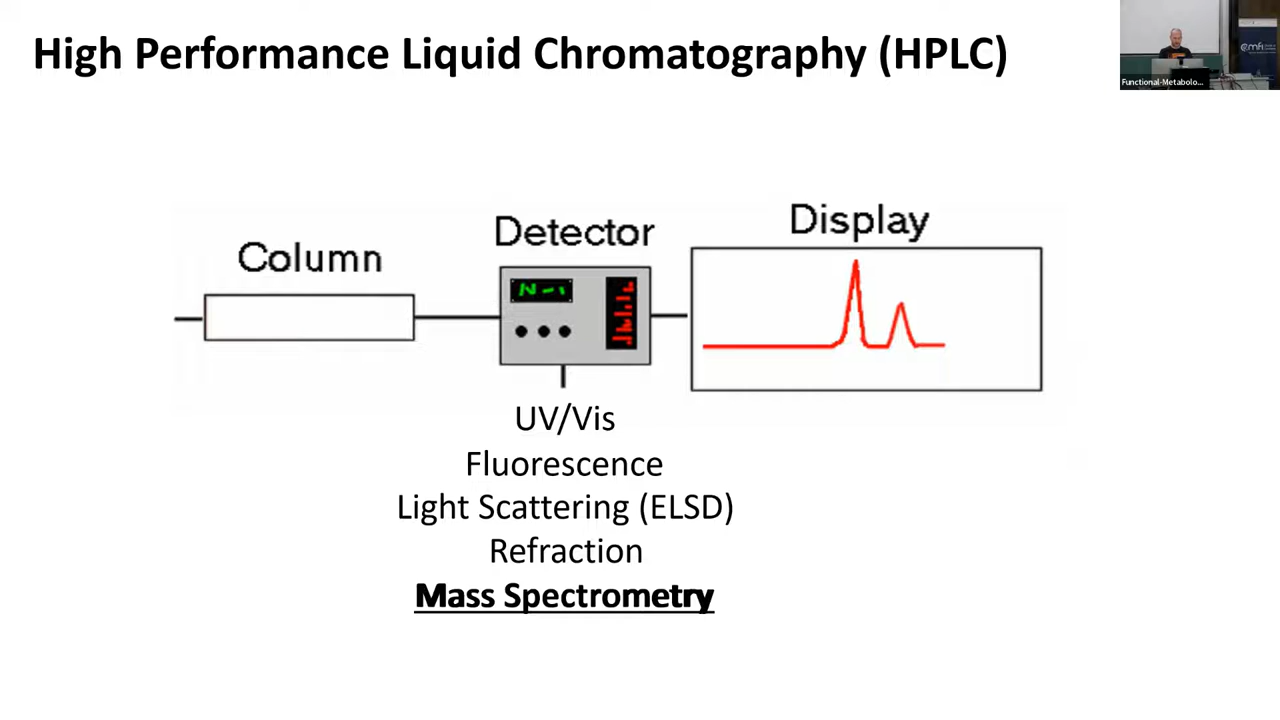 High Performance Liquid Chromatography (HPLC)
cmfi
Functional-Metabolo...
Column
Detector
Display
UV/Vis
Fluorescence
Light Scattering (ELSD)
Refraction
Mass Spectrometry